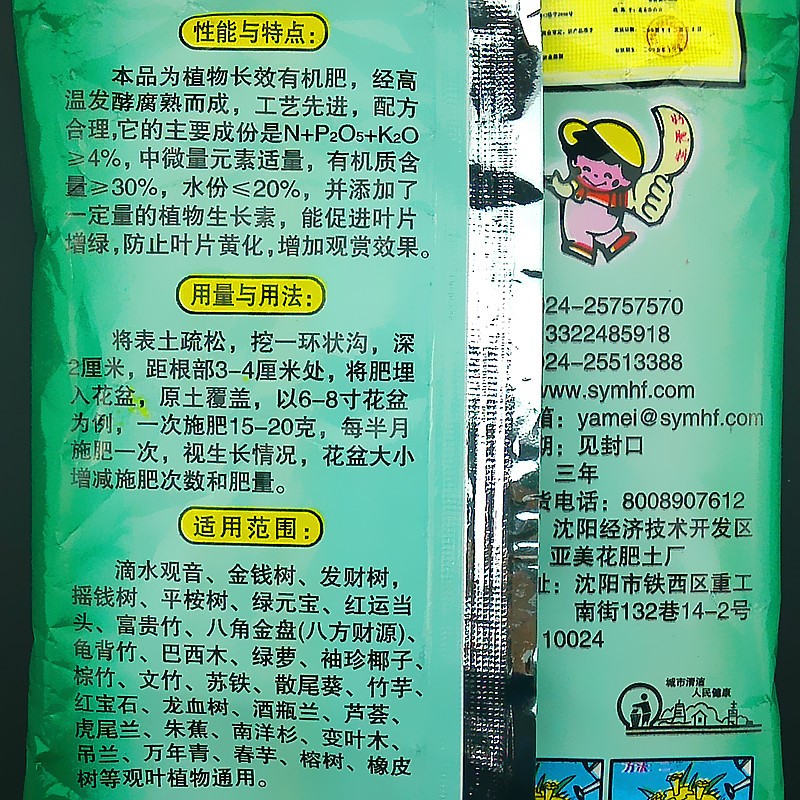 性能与特点:
本品为植物长效有机肥，经高
温发酵腐熟而成，工艺先进，配方
合理,它的主要成份是N+P₂O₅+K₂O
≥4%，中微量元素适量，有机质含
量≥30%，水份≤20%，并添加了
一定量的植物生长素，能促进叶片
增绿,防止叶片黄化,增加观赏效果。
用量与用法:
将表土疏松，挖一环状沟，深
2厘米，距根部3-4厘米处，将肥埋
入花盆，原土覆盖，以6-8寸花盆
为例，一次施肥15-20克，每半月
施肥一次，视生长情况，花盆大小
增减施肥次数和肥量。
适用范围:
滴水观音、金钱树、发财树，
摇钱树、平桉树、绿元宝、红运当
头、富贵竹、八角金盘(八方财源)、
龟背竹、巴西木、绿萝、袖珍椰子、
棕竹、文竹、苏铁、散尾葵、竹芋、
红宝石、龙血树、酒瓶兰、芦荟、
虎尾兰、朱蕉、南洋杉、变叶木、
吊兰、万年青、春芋、榕树、橡皮
树等观叶植物通用。
24-25757570
3322485918
24-25513388
www.symhf.com
箱：yamei@symhf.com
期：见封口
三年
货电话：8008907612
沈阳经济技术开发区
亚美花肥土厂
址：沈阳市铁西区重工
南街132巷14-2号
10024
城市清洁
人民健康